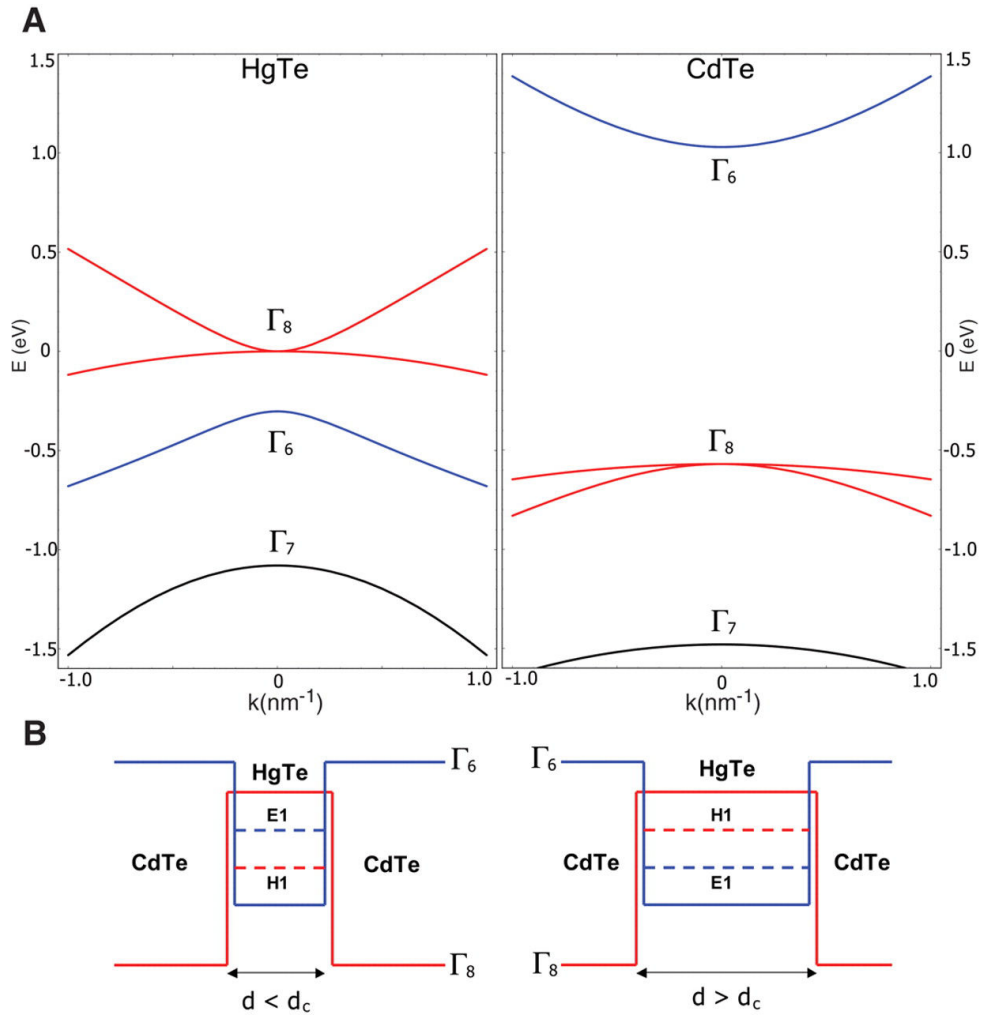 A
HgTe
CdTe
1.5
1.0
0.5
0
-0.5
-1.0
-1.5
E (eV)
Γ8
Γ6
Γ7
-1.0
0
1.0
k(nm-1)
Γ6
Γ8
Γ7
-1.0
0
1.0
k(nm-1)
1.5
1.0
0.5
0
-0.5
-1.0
-1.5
E (eV)
B
HgTe
Γ6
E1
CdTe
CdTe
H1
Γ8
d < dc
Γ6
HgTe
H1
CdTe
CdTe
E1
Γ8
d > dc